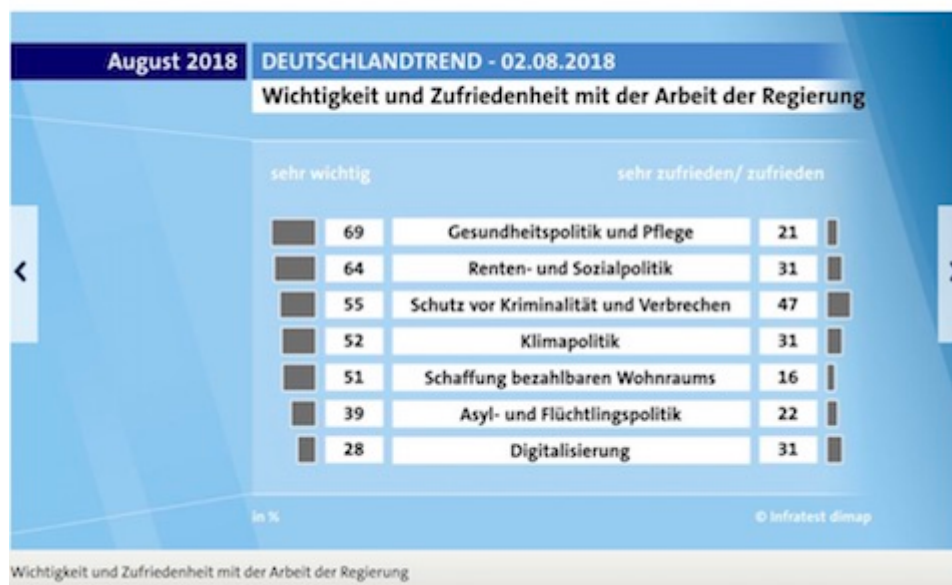 August 2018 DEUTSCHLANDTREND - 02.08.2018
Wichtigkeit und Zufriedenheit mit der Arbeit der Regierung
sehr wichtig sehr zufrieden/ zufrieden
69 Gesundheitspolitik und Pflege 21
64 Renten- und Sozialpolitik 31
55 Schutz vor Kriminalität und Verbrechen 47
52 Klimapolitik 31
51 Schaffung bezahlbaren Wohnraums 16
39 Asyl- und Flüchtlingspolitik 22
28 Digitalisierung 31
in % © Infratest dimap
Wichtigkeit und Zufriedenheit mit der Arbeit der Regierung